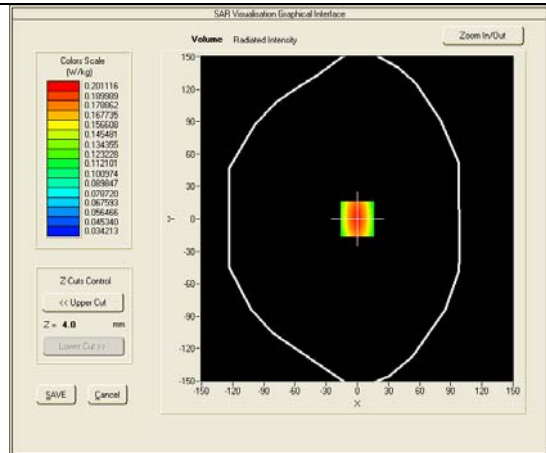 SAR Visualisation Graphical Interface
Volume Radiated Intensity
Zoom In/Out
Colors Scale
(W/kg)
0.201116
0.189989
0.178862
0.167735
0.156608
0.145481
0.134355
0.123228
0.112101
0.100974
0.089847
0.078720
0.067593
0.056466
0.045340
0.034213
Z Cuts Control
<< Upper Cut
Z = 4.0 mm
Lower Cut >>
SAVE
Cancel
150
120
90
60
30
0
-30
-60
-90
-120
-150
Y
-150 -120 -90 -60 -30 0 30 60 90 120 150
X